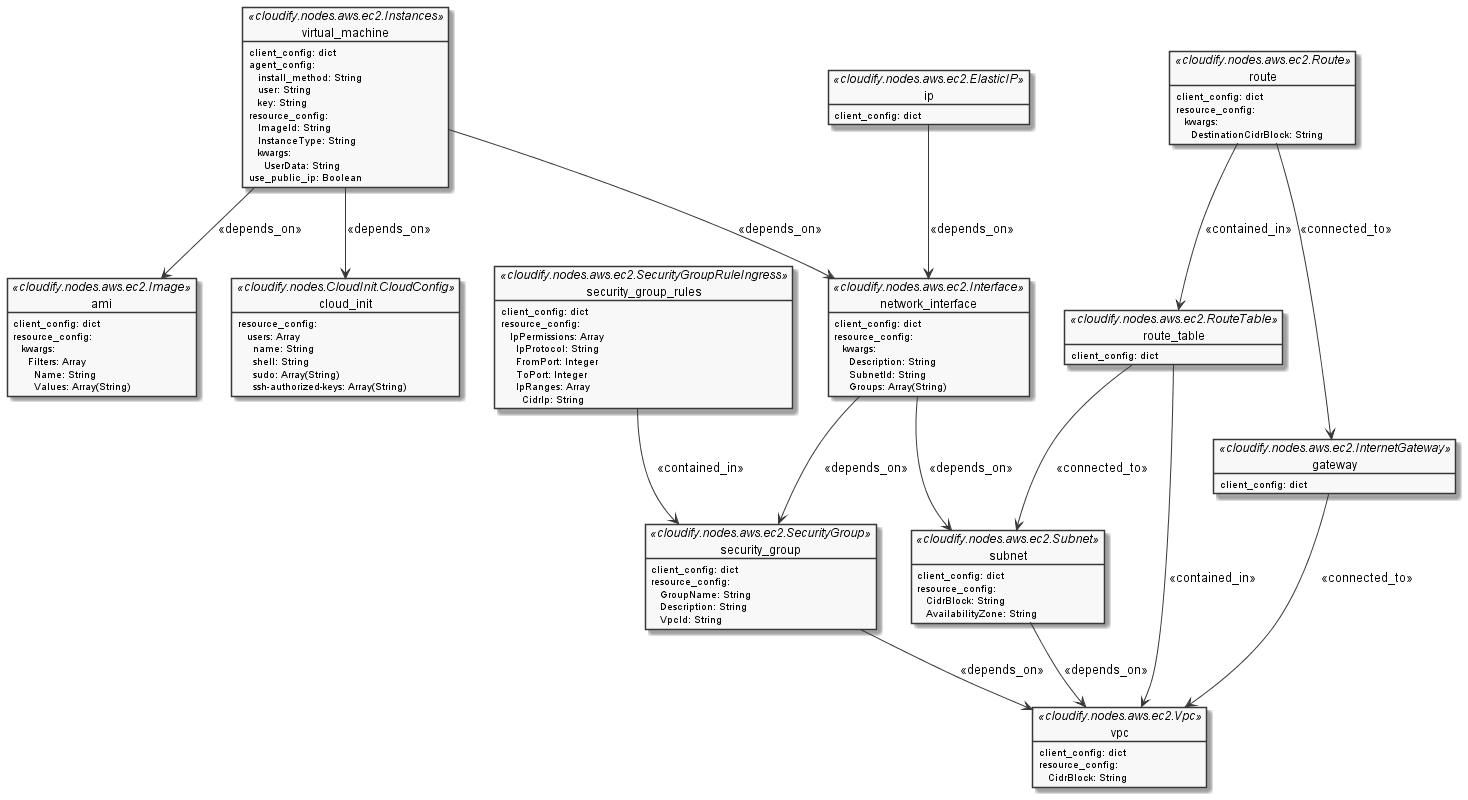 «cloudify.nodes.aws.ec2.Instances»
virtual_machine
client_config: dict
agent_config:
install_method: String
user: String
key: String
resource_config:
ImageId: String
InstanceType: String
kwargs:
UserData: String
use_public_ip: Boolean
«cloudify.nodes.aws.ec2.ElasticIP»
ip
client_config: dict
«cloudify.nodes.aws.ec2.Route»
route
client_config: dict
resource_config:
kwargs:
DestinationCidrBlock: String
«depends_on»
«depends_on»
«depends_on»
«depends_on»
«contained_in»
«connected_to»
«cloudify.nodes.aws.ec2.Image»
ami
client_config: dict
resource_config:
kwargs:
Filters: Array
Name: String
Values: Array(String)
«cloudify.nodes.CloudInit.CloudConfig»
cloud_init
resource_config:
users: Array
name: String
shell: String
sudo: Array(String)
ssh-authorized-keys: Array(String)
«cloudify.nodes.aws.ec2.SecurityGroupRuleIngress»
security_group_rules
client_config: dict
resource_config:
IpPermissions: Array
IpProtocol: String
FromPort: Integer
ToPort: Integer
IpRanges: Array
CidrIp: String
«cloudify.nodes.aws.ec2.Interface»
network_interface
client_config: dict
resource_config:
kwargs:
Description: String
SubnetId: String
Groups: Array(String)
«cloudify.nodes.aws.ec2.RouteTable»
route_table
client_config: dict
«contained_in»
«depends_on»
«depends_on»
«connected_to»
«cloudify.nodes.aws.ec2.InternetGateway»
gateway
client_config: dict
«cloudify.nodes.aws.ec2.SecurityGroup»
security_group
client_config: dict
resource_config:
GroupName: String
Description: String
VpcId: String
«cloudify.nodes.aws.ec2.Subnet»
subnet
client_config: dict
resource_config:
CidrBlock: String
AvailabilityZone: String
«contained_in»
«connected_to»
«depends_on»
«depends_on»
«cloudify.nodes.aws.ec2.Vpc»
vpc
client_config: dict
resource_config:
CidrBlock: String